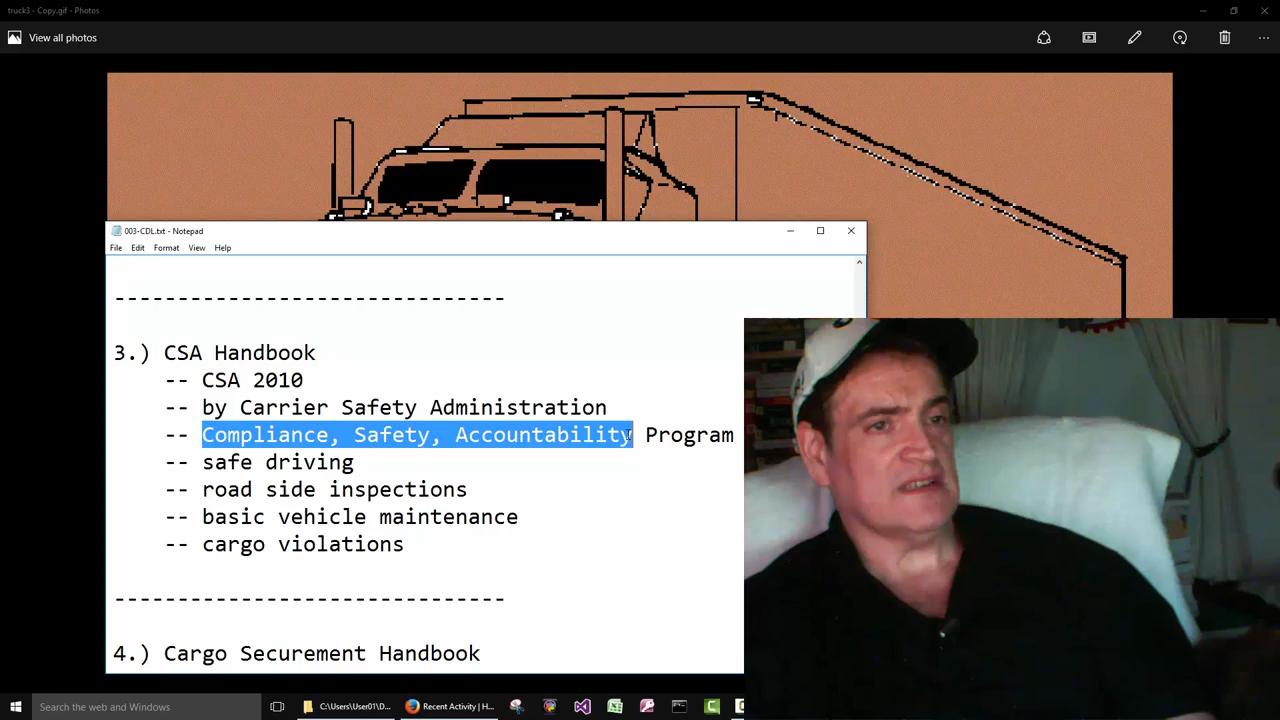 truck3 - Copy.gif - Photos
View all photos
003-CDL.txt - Notepad
File Edit Format View Help
-------------------------------
3.) CSA Handbook
-- CSA 2010
-- by Carrier Safety Administration
-- Compliance, Safety, Accountability Program
-- safe driving
-- road side inspections
-- basic vehicle maintenance
-- cargo violations
-------------------------------
4.) Cargo Securement Handbook
Search the web and Windows
C:\Users\User01\D...
Recent Activity | H...